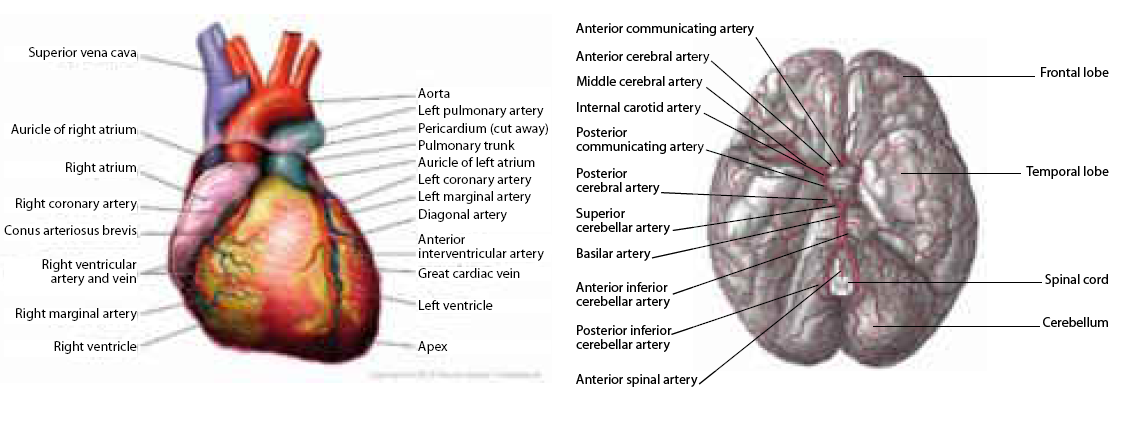 Superior vena cava
Auricle of right atrium
Right atrium
Right coronary artery
Conus arteriosus brevis
Right ventricular
artery and vein
Right marginal artery
Right ventricle
Aorta
Left pulmonary artery
Pericardium (cut away)
Pulmonary trunk
Auricle of left atrium
Left coronary artery
Left marginal artery
Diagonal artery
Anterior
interventricular artery
Great cardiac vein
Left ventricle
Apex
Anterior communicating artery
Anterior cerebral artery
Middle cerebral artery
Internal carotid artery
Posterior
communicating artery
Posterior
cerebral artery
Superior
cerebellar artery
Basilar artery
Anterior inferior
cerebellar artery
Posterior inferior
cerebellar artery
Anterior spinal artery
Frontal lobe
Temporal lobe
Spinal cord
Cerebellum